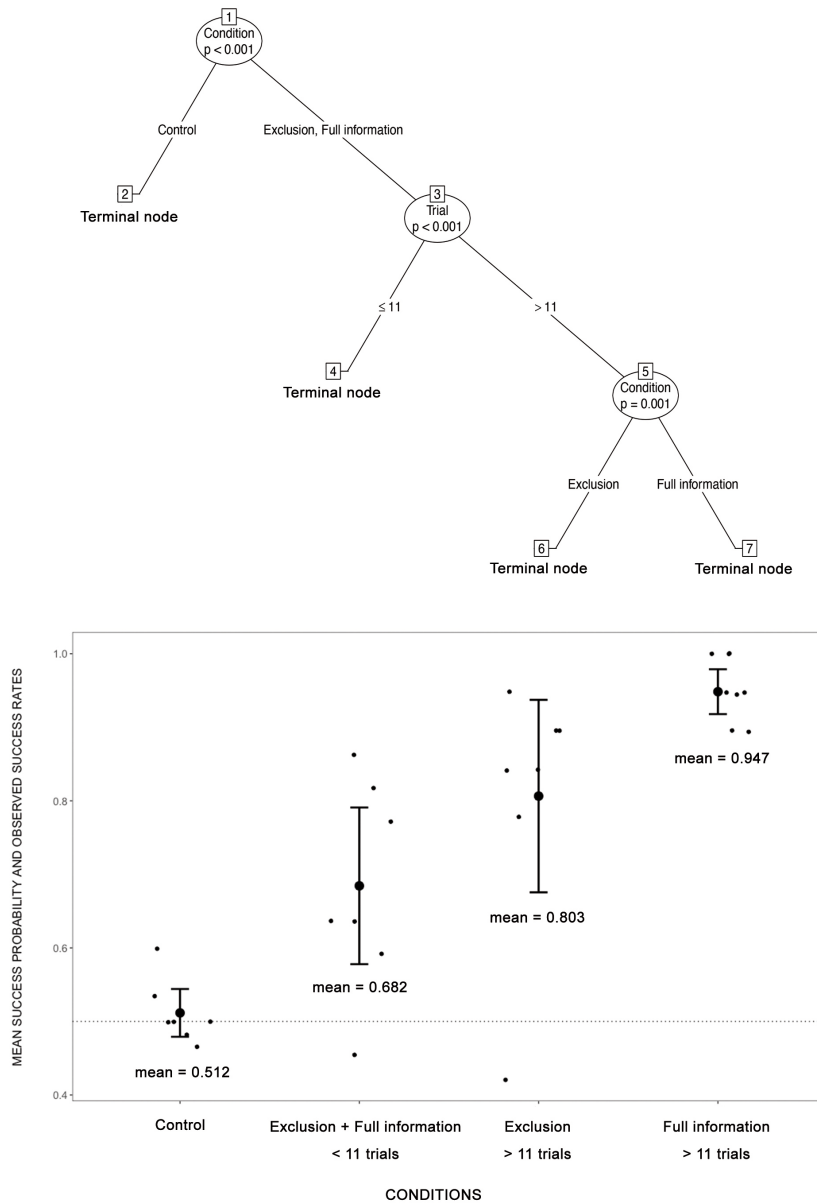 1
Condition
p < 0.001
Control
Exclusion, Full information
2
Terminal node
3
Trial
p < 0.001
≤ 11
> 11
4
Terminal node
5
Condition
p = 0.001
Exclusion
Full information
6
Terminal node
7
Terminal node
MEAN SUCCESS PROBABILITY AND OBSERVED SUCCESS RATES
1.0
0.8
0.6
0.4
mean = 0.947
mean = 0.803
mean = 0.682
mean = 0.512
Control
Exclusion + Full information
< 11 trials
Exclusion
> 11 trials
Full information
> 11 trials
CONDITIONS